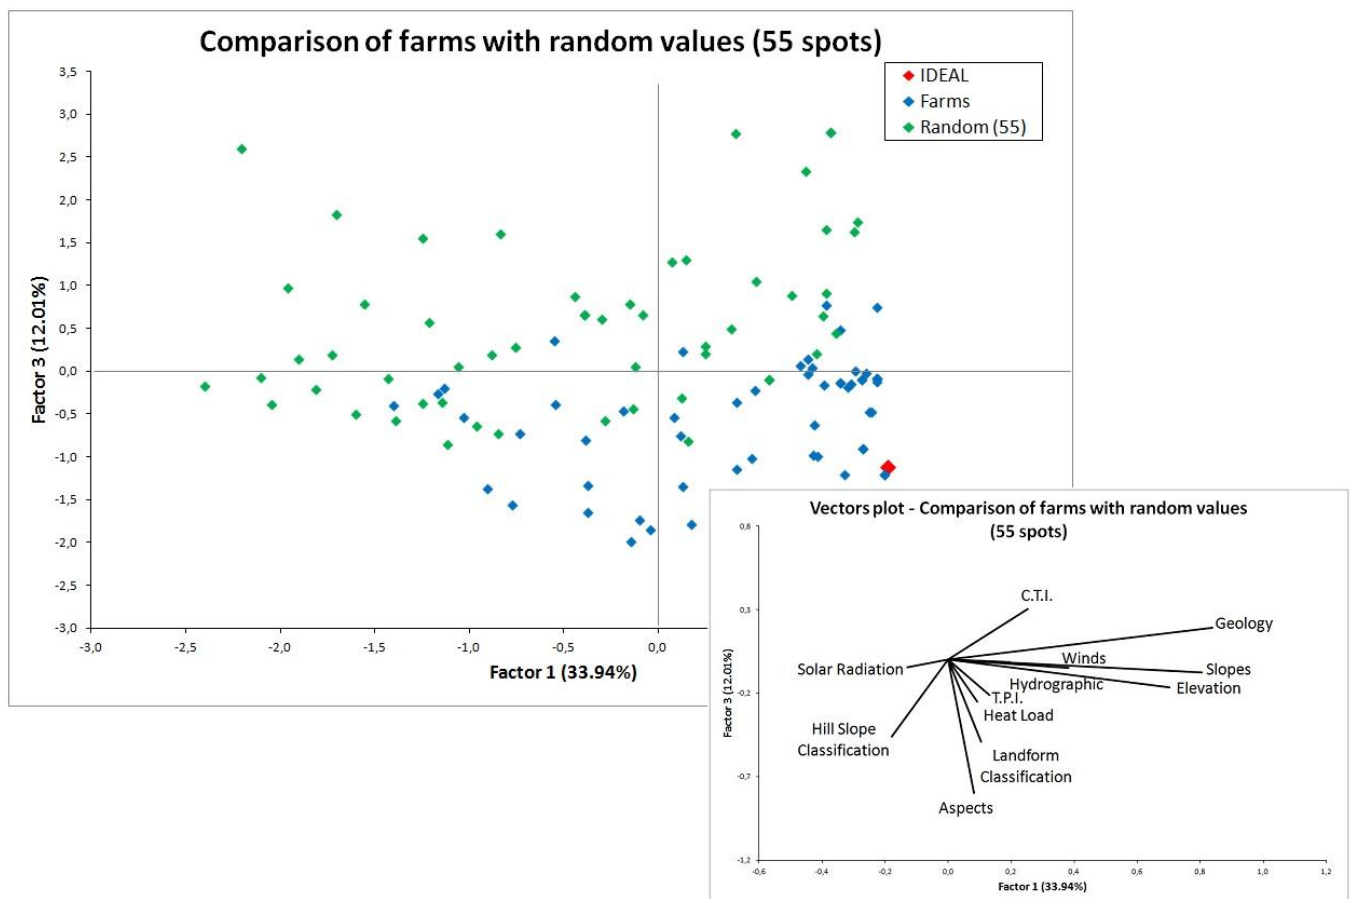 Comparison of farms with random values (55 spots)
IDEAL
Farms
Random (55)
3,5
3,0
2,5
2,0
1,5
1,0
0,5
0,0
-0,5
-1,0
-1,5
-2,0
-2,5
-3,0
Factor 3 (12.01%)
-3,0
-2,5
-2,0
-1,5
-1,0
-0,5
0,0
Factor 1 (33.94%)
Vectors plot - Comparison of farms with random values
(55 spots)
0,8
0,3
-0,2
-0,7
-1,2
Factor 3 (12.01%)
C.T.I.
Geology
Winds
Solar Radiation
Slopes
Hydrographic
Elevation
T.P.I.
Heat Load
Hill Slope
Classification
Landform
Classification
Aspects
-0,6
-0,4
-0,2
0,0
0,2
0,4
0,6
0,8
1,0
1,2
Factor 1 (33.94%)